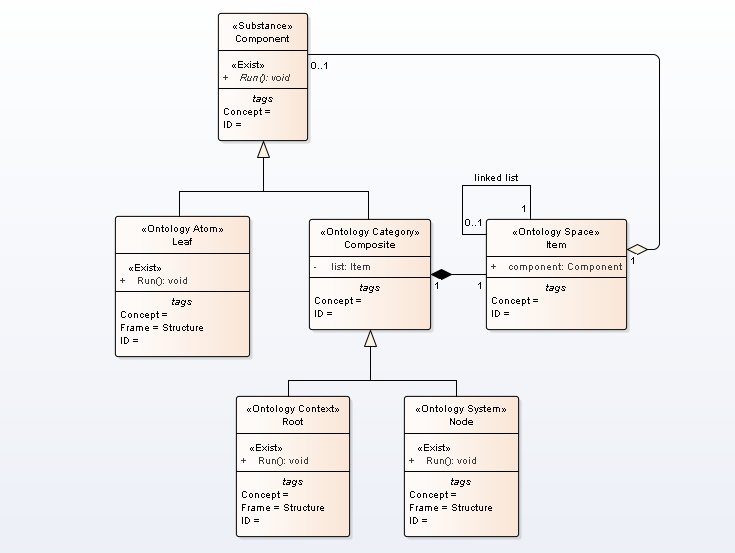 «Substance»
Component
«Exist»
+ Run(): void
tags
Concept =
ID =
0..1
linked list
1
0..1
«Ontology Atom»
Leaf
«Exist»
+ Run(): void
tags
Concept =
Frame = Structure
ID =
«Ontology Category»
Composite
- list: Item
tags
Concept =
ID =
1
1
«Ontology Space»
Item
+ component: Component
tags
Concept =
ID =
1
«Ontology Context»
Root
«Exist»
+ Run(): void
tags
Concept =
Frame = Structure
ID =
«Ontology System»
Node
«Exist»
+ Run(): void
tags
Concept =
Frame = Structure
ID =